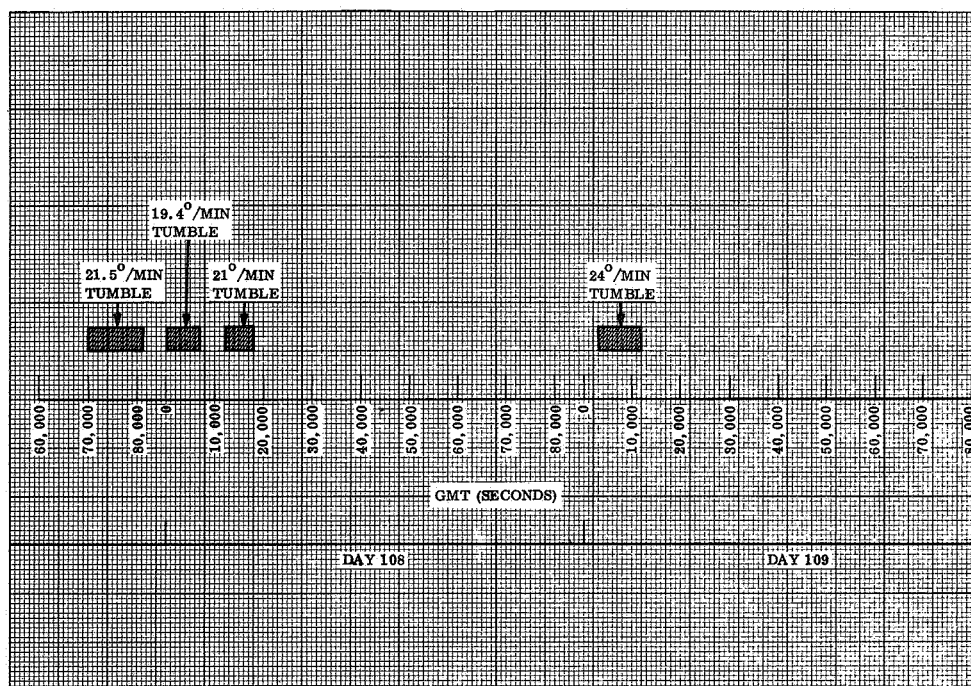 19.4°/MIN
TUMBLE
21.5°/MIN
TUMBLE
21°/MIN
TUMBLE
24°/MIN
TUMBLE
60,000
70,000
80,000
0
10,000
20,000
30,000
40,000
50,000
60,000
70,000
80,000
0
10,000
20,000
30,000
40,000
50,000
60,000
70,000
GMT (SECONDS)
DAY 108
DAY 109